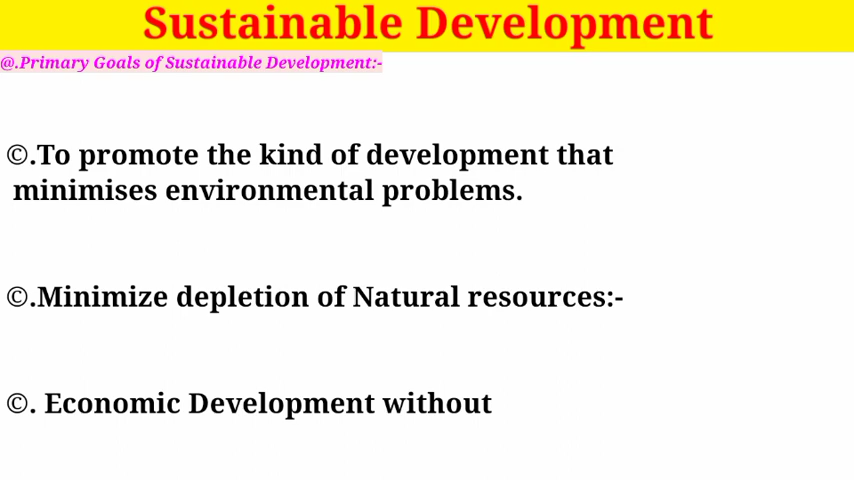 Sustainable Development
@.Primary Goals of Sustainable Development:-
©.To promote the kind of development that
minimises environmental problems.
©.Minimize depletion of Natural resources:-
©. Economic Development without